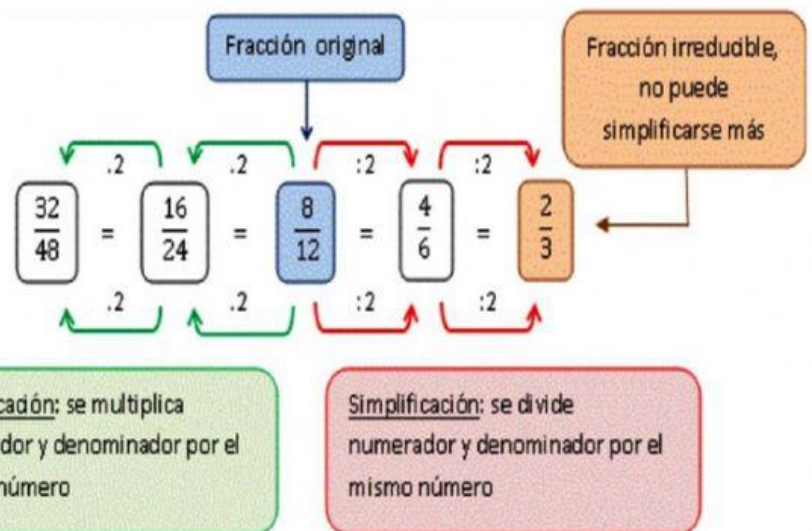 Fracción original
Fracción irreducible,
no puede
simplificarse más
.2 .2 :2 :2
32/48 = 16/24 = 8/12 = 4/6 = 2/3
.2 .2 :2 :2
cación: se multiplica
dor y denominador por el
número
Simplificación: se divide
numerador y denominador por el
mismo número